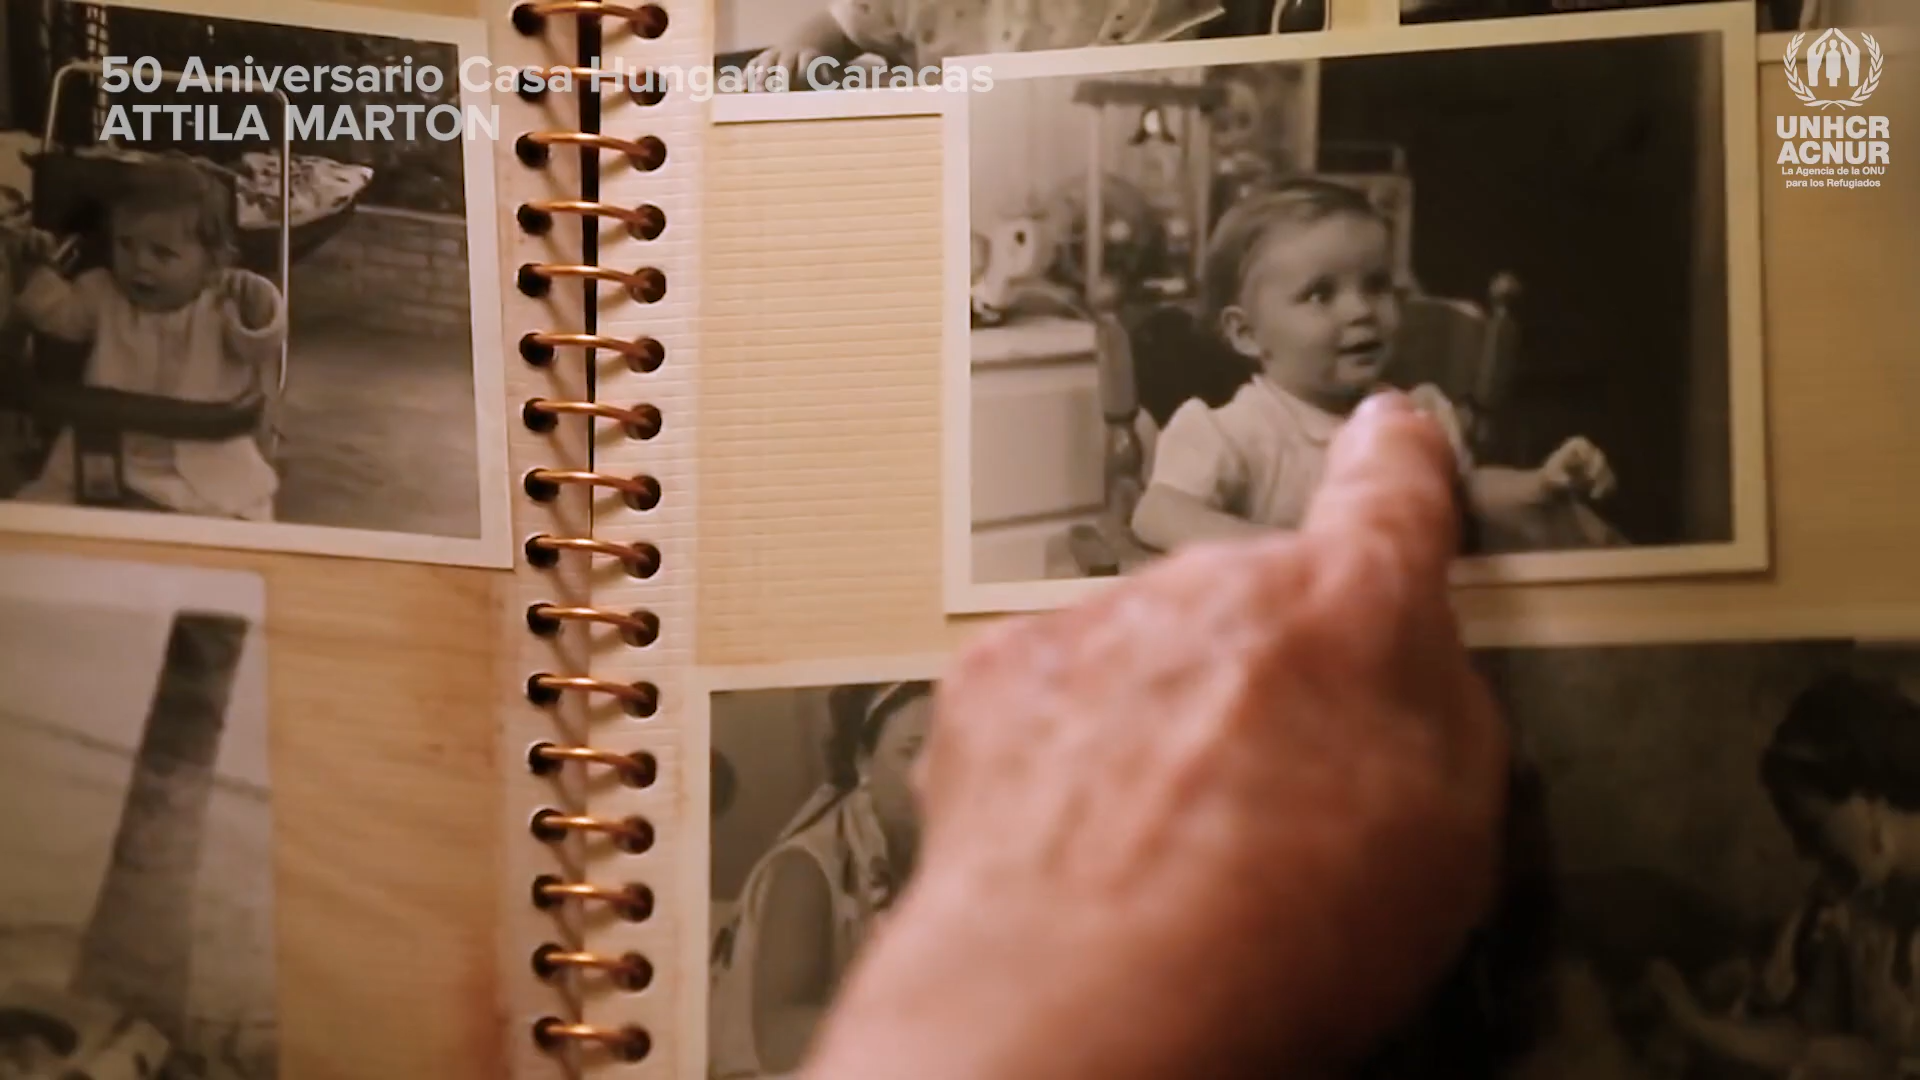 50 Aniversario Casa Hungara Caracas
ATTILA MARTON
UNHCR
ACNUR
La Agencia de la ONU
para los Refugiados